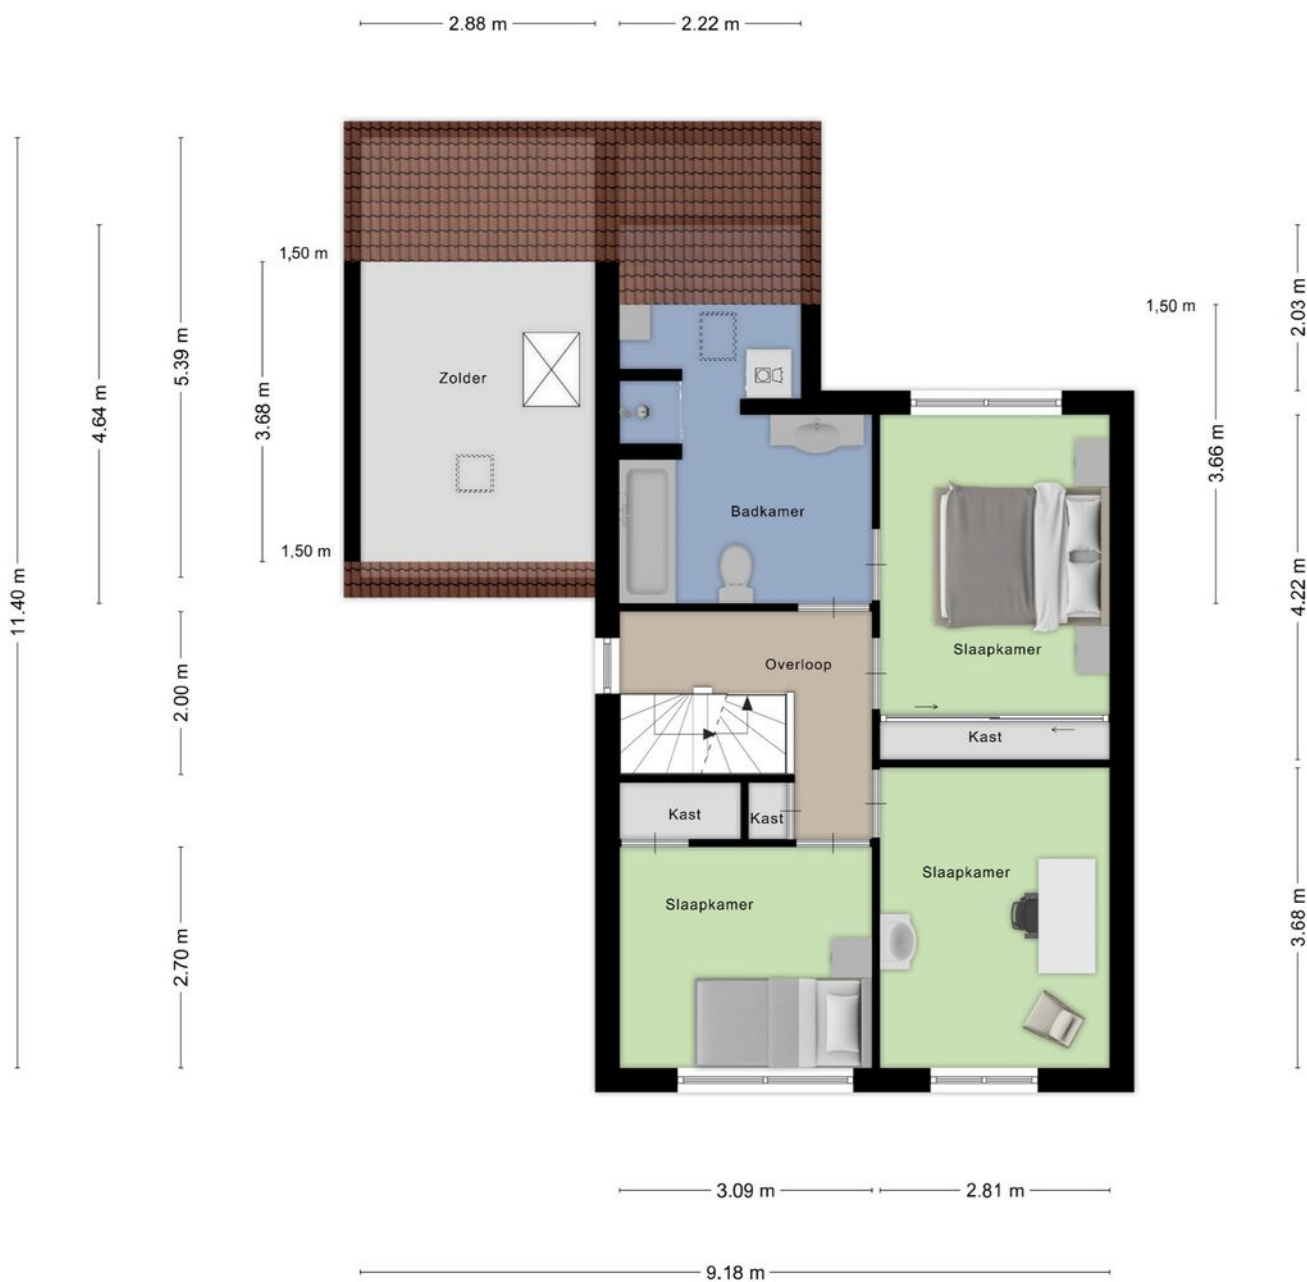 2.88 m
2.22 m
1,50 m
1,50 m
11.40 m
4.64 m
5.39 m
3.68 m
2.00 m
2.70 m
2.03 m
3.66 m
4.22 m
3.68 m
1,50 m
Zolder
Badkamer
Slaapkamer
Overloop
Kast
Kast
Kast
Slaapkamer
Slaapkamer
3.09 m
2.81 m
9.18 m